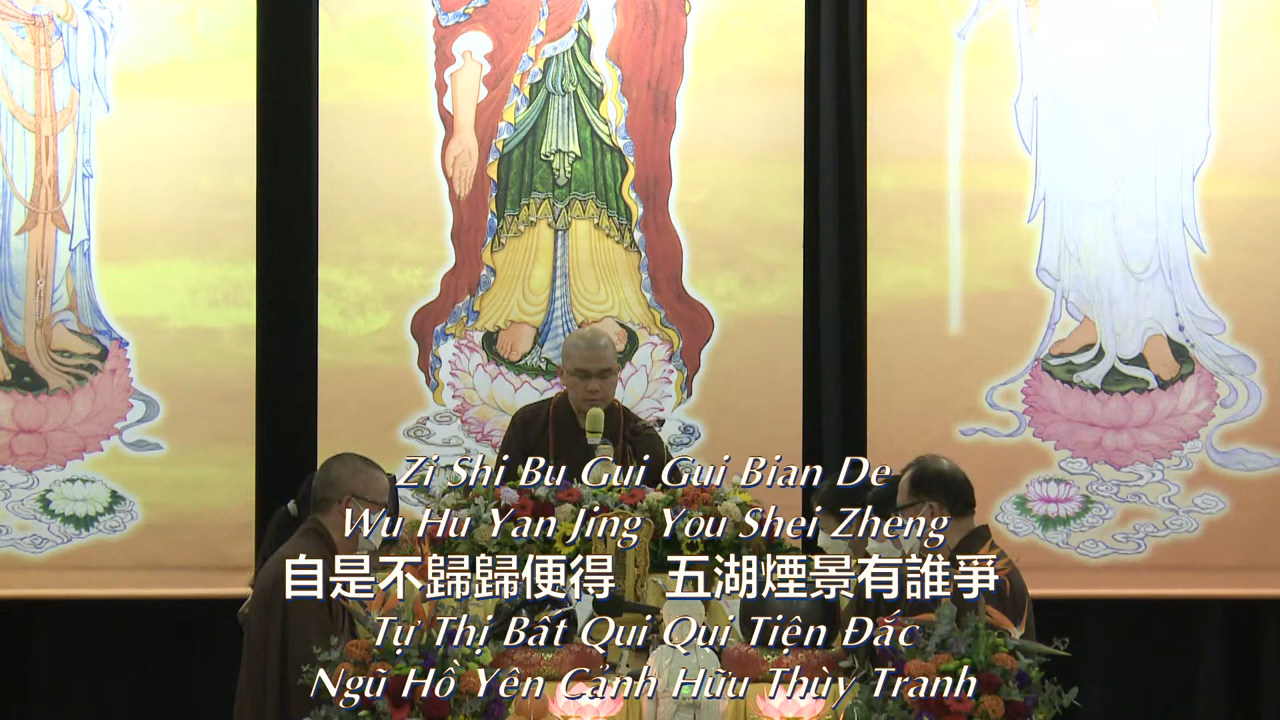 Zi Shi Bu Gui Gui Bian De
Wu Hu Yan Jing You Shei Zheng
自是不歸歸便得　五湖煙景有誰爭
Tự Thị Bất Qui Qui Tiện Đắc
Ngũ Hồ Yên Cảnh Hữu Thùy Tranh